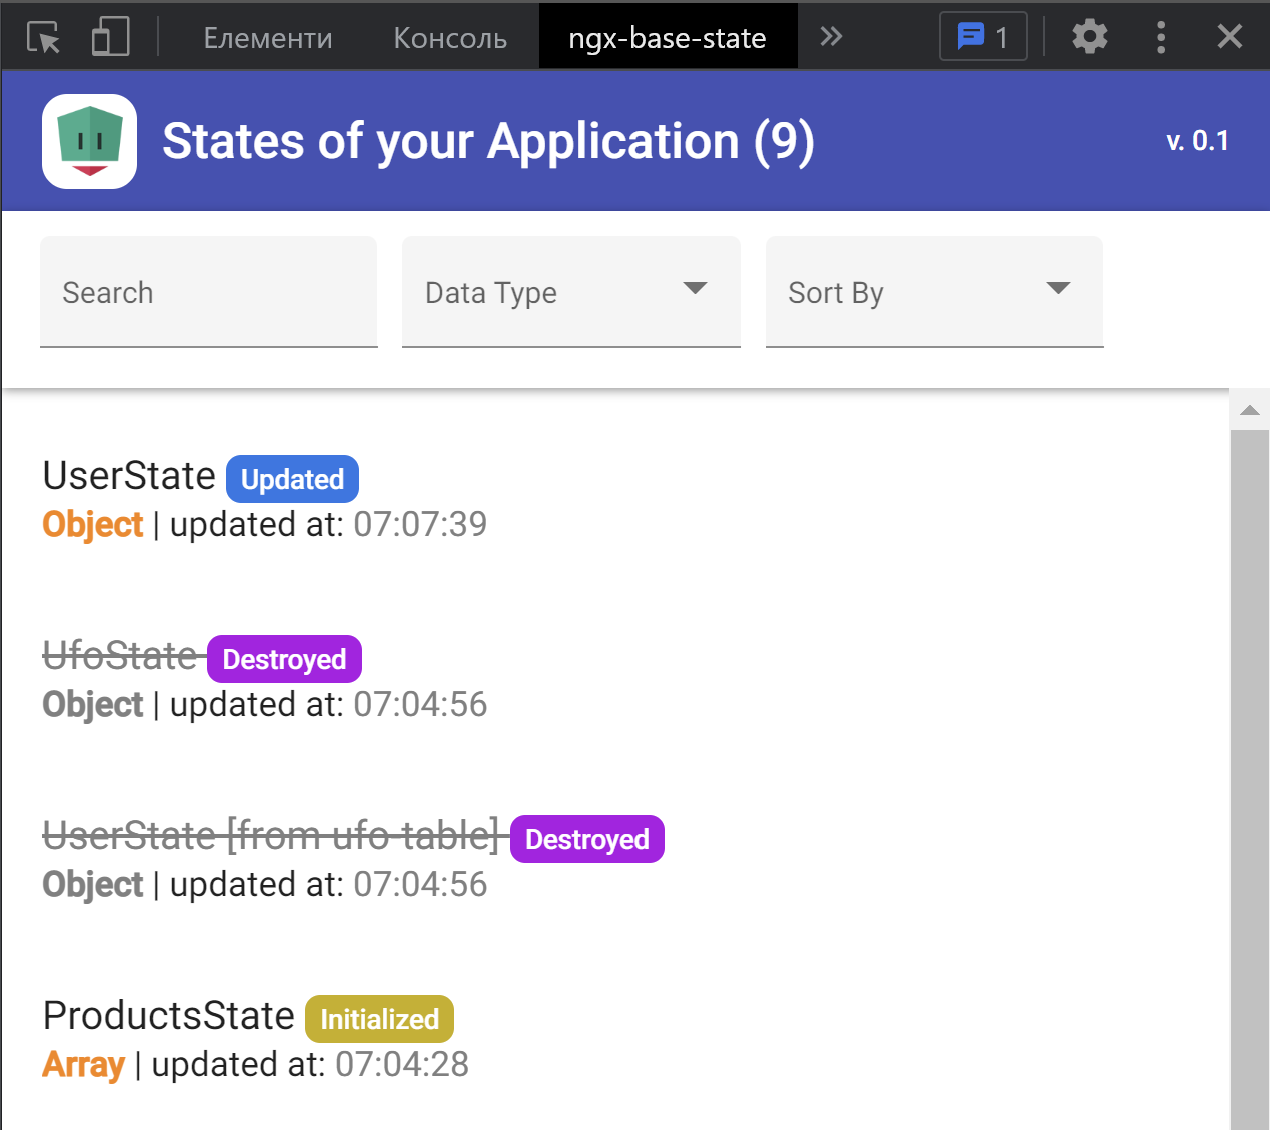 Елементи Консоль ngx-base-state 1
States of your Application (9) v. 0.1
Search Data Type Sort By
UserState Updated
Object | updated at: 07:07:39
UfoState Destroyed
Object | updated at: 07:04:56
UserState [from ufo-table] Destroyed
Object | updated at: 07:04:56
ProductsState Initialized
Array | updated at: 07:04:28